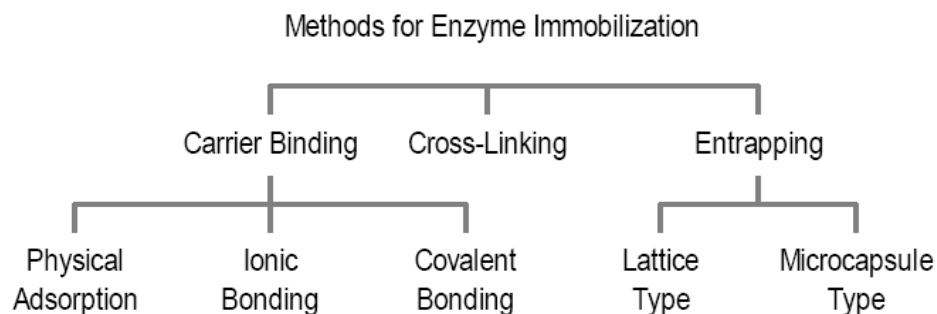 Methods for Enzyme Immobilization
Carrier Binding
Cross-Linking
Entrapping
Physical
Adsorption
Ionic
Bonding
Covalent
Bonding
Lattice
Type
Microcapsule
Type